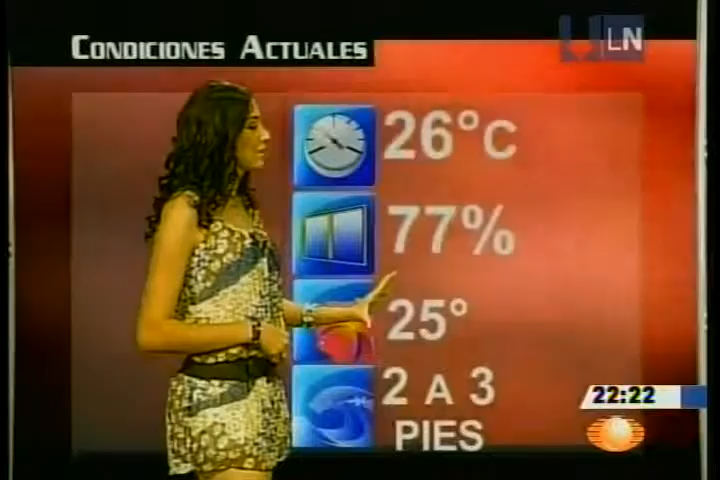 CONDICIONES ACTUALES
LN
26°C
77%
25°
2 A 3
PIES
22:22